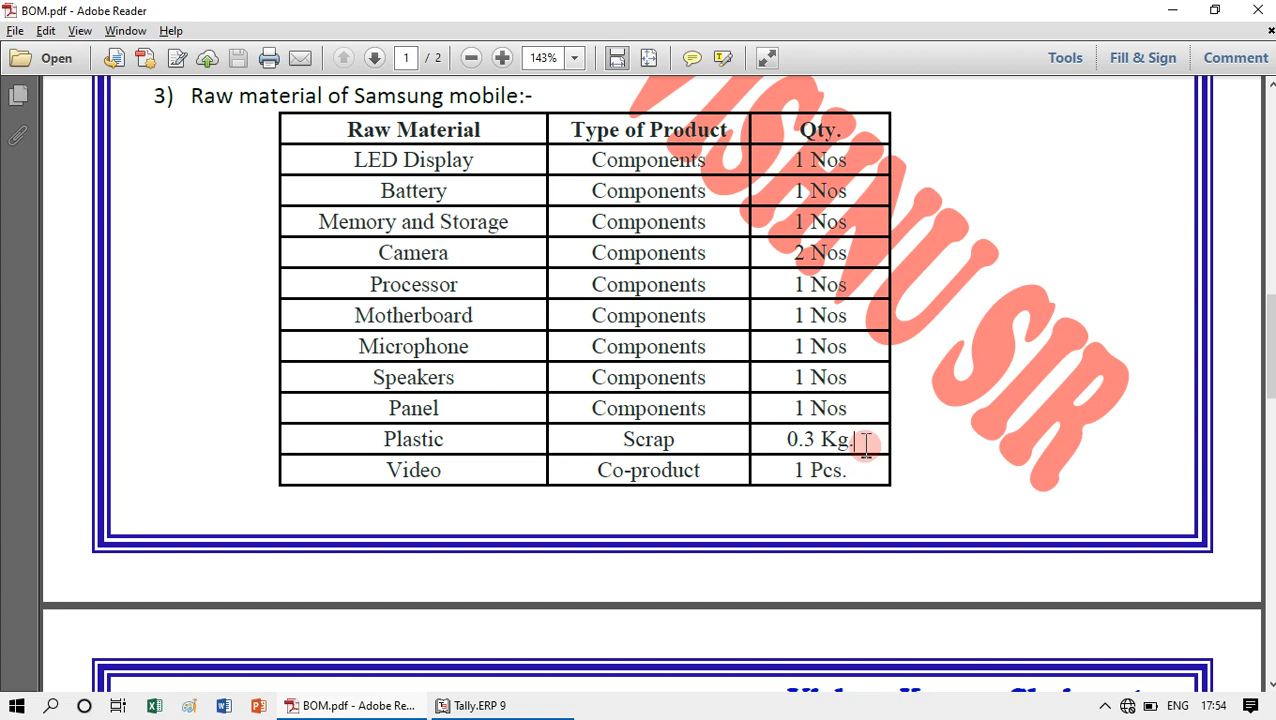 BOM.pdf - Adobe Reader
File Edit View Window Help
Open 1 / 2 143% Tools Fill & Sign Comment
3) Raw material of Samsung mobile:-
Raw Material Type of Product Qty.
LED Display Components 1 Nos
Battery Components 1 Nos
Memory and Storage Components 1 Nos
Camera Components 2 Nos
Processor Components 1 Nos
Motherboard Components 1 Nos
Microphone Components 1 Nos
Speakers Components 1 Nos
Panel Components 1 Nos
Plastic Scrap 0.3 Kg.
Video Co-product 1 Pcs.
VISHNU SIR
BOM.pdf - Adobe Re... Tally.ERP 9 ENG 17:54